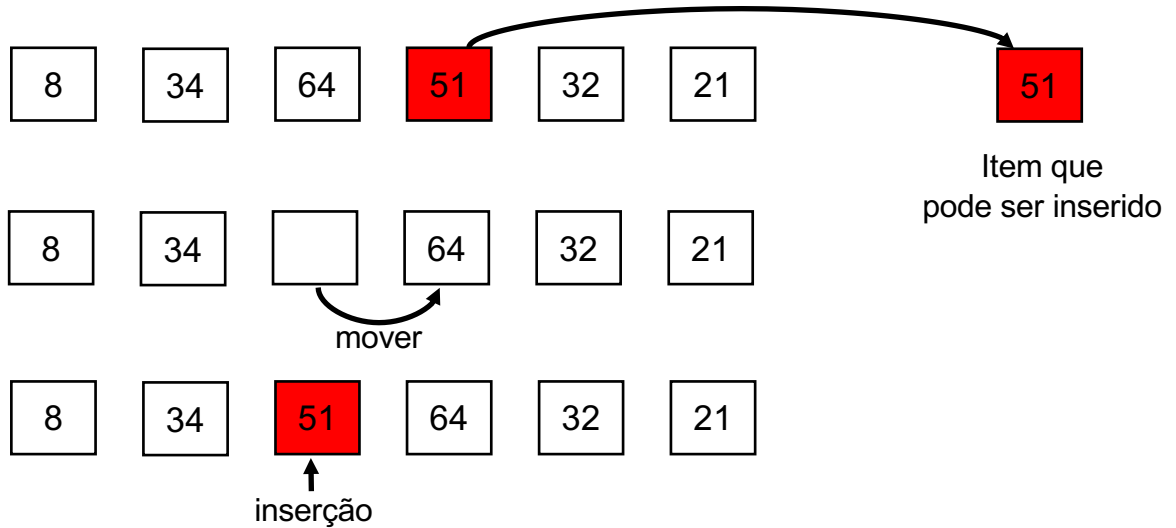 8 34 64 51 32 21 51
Item que
pode ser inserido
8 34 64 32 21
mover
8 34 51 64 32 21
inserção